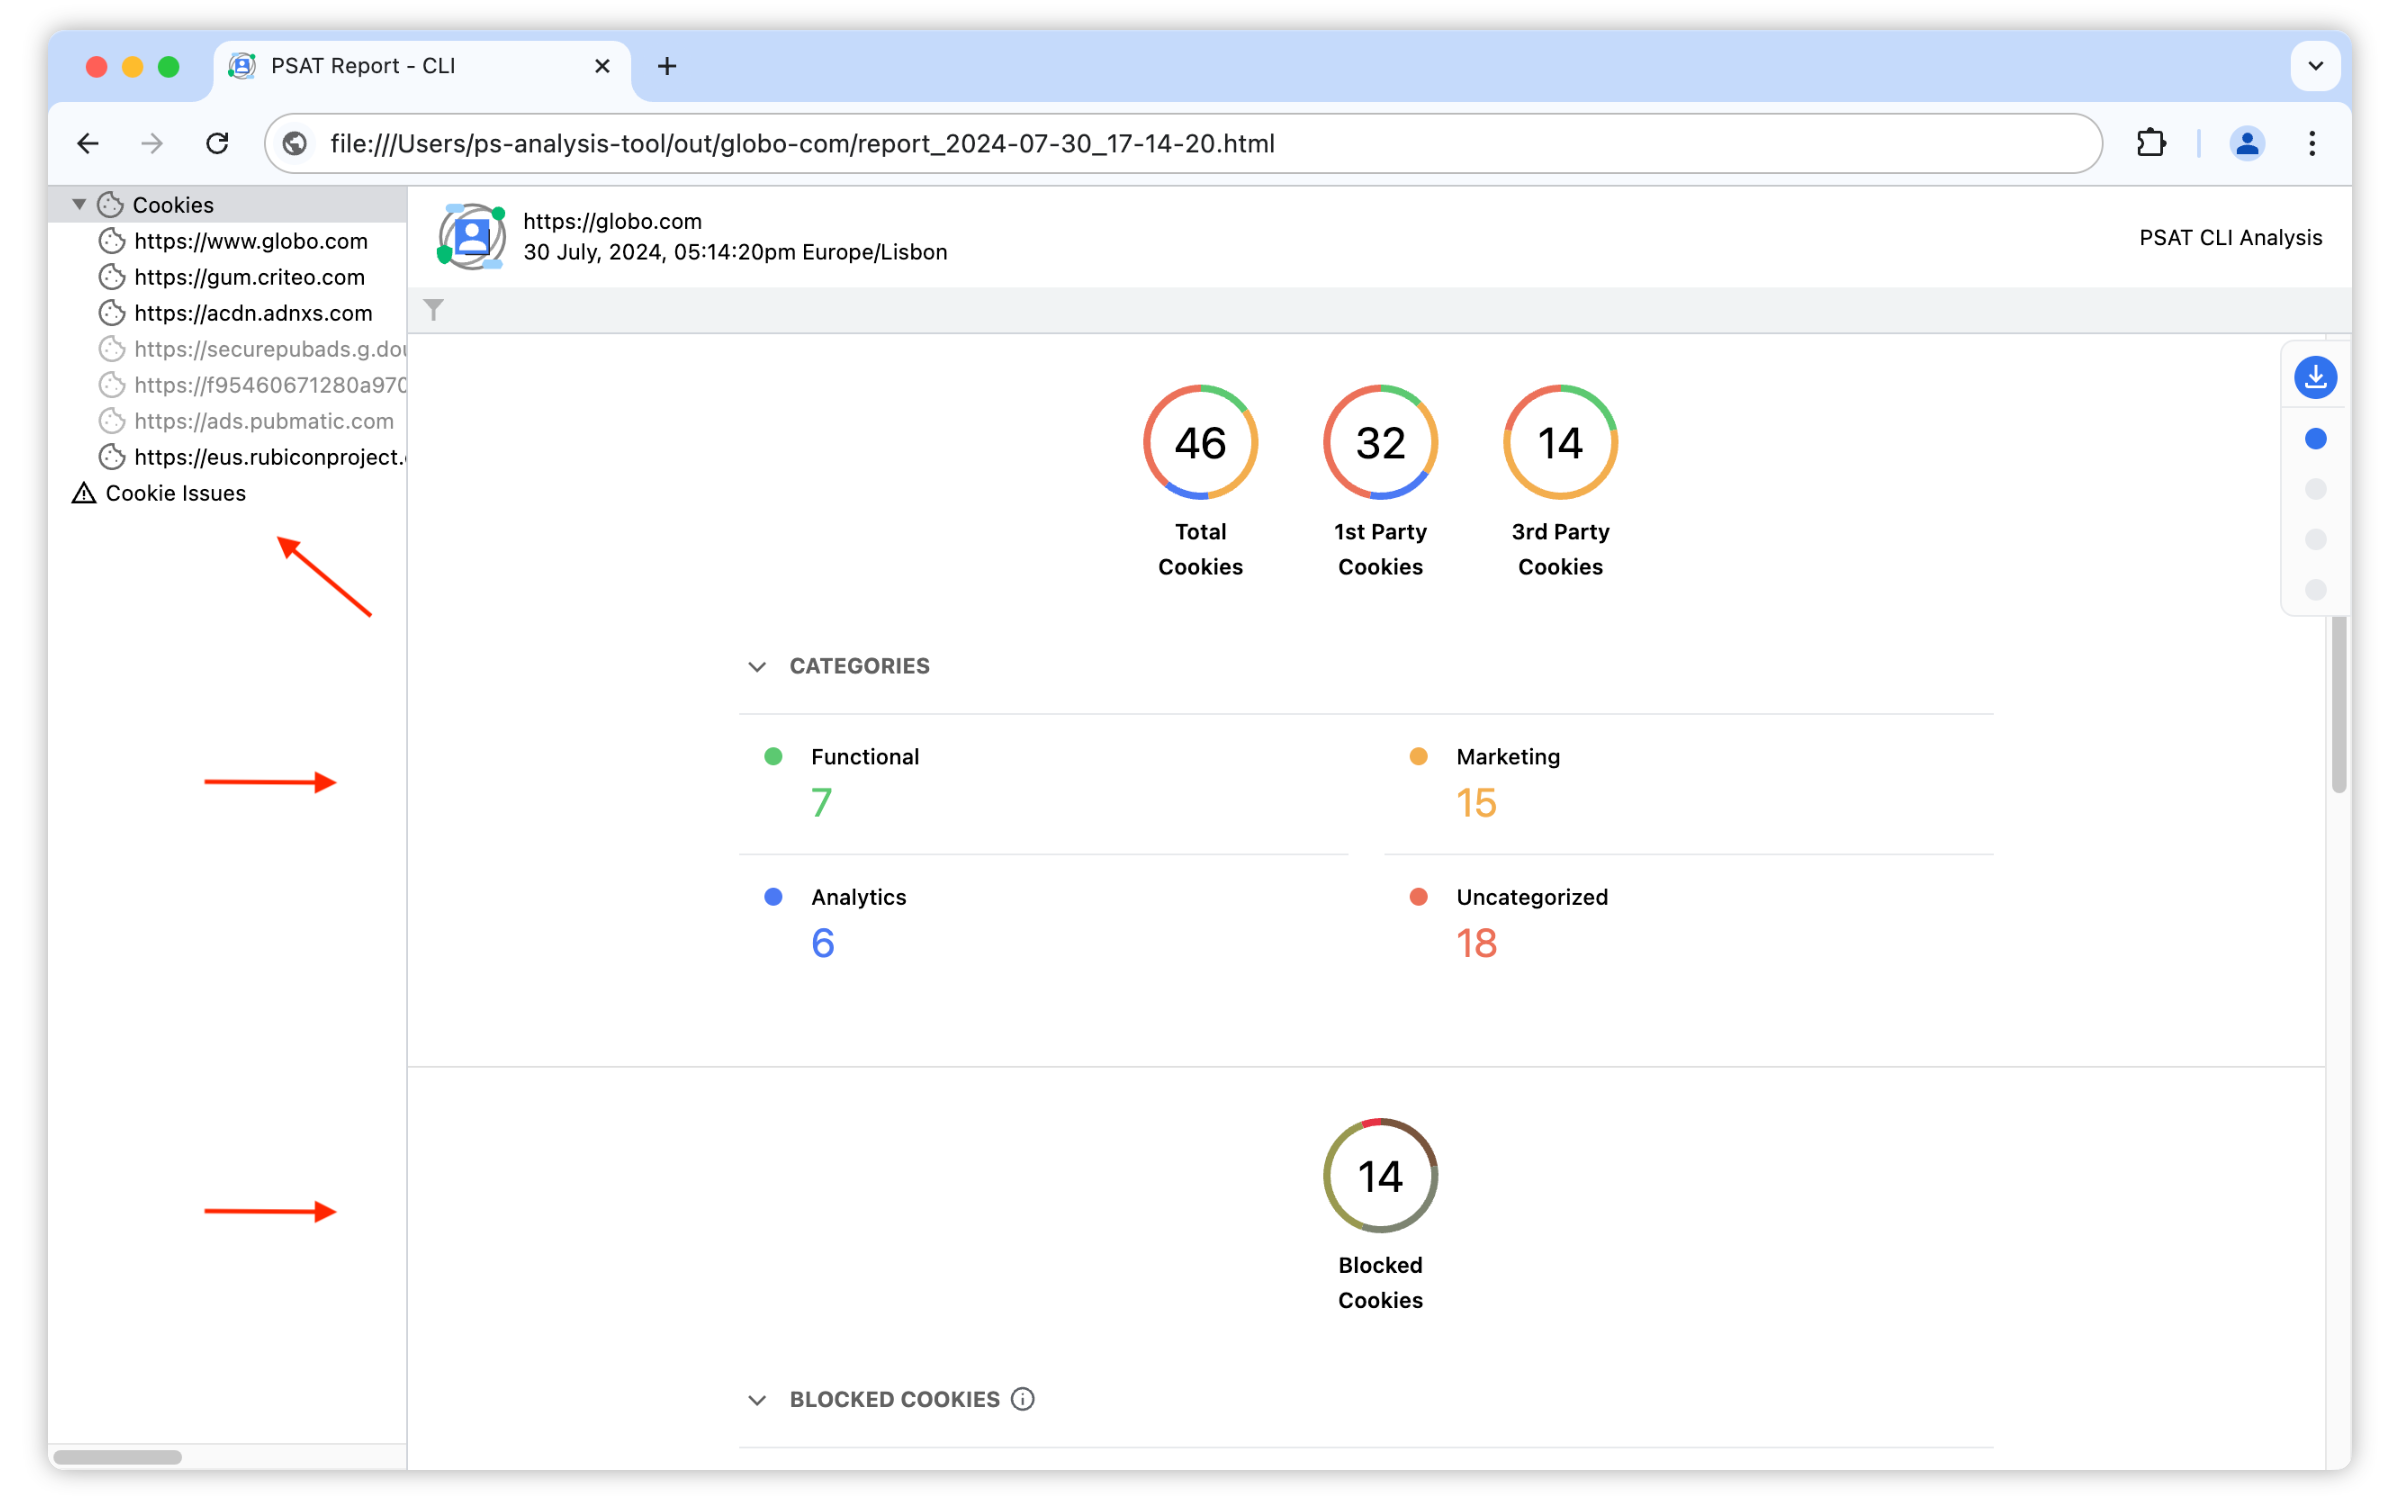 PSAT Report - CLI
file:///Users/ps-analysis-tool/out/globo-com/report_2024-07-30_17-14-20.html
Cookies
https://www.globo.com
https://gum.criteo.com
https://acdn.adnxs.com
https://securepubads.g.dou
https://f95460671280a970
https://ads.pubmatic.com
https://eus.rubiconproject.
Cookie Issues
https://globo.com
30 July, 2024, 05:14:20pm Europe/Lisbon
PSAT CLI Analysis
46
Total
Cookies
32
1st Party
Cookies
14
3rd Party
Cookies
CATEGORIES
Functional
7
Marketing
15
Analytics
6
Uncategorized
18
14
Blocked
Cookies
BLOCKED COOKIES